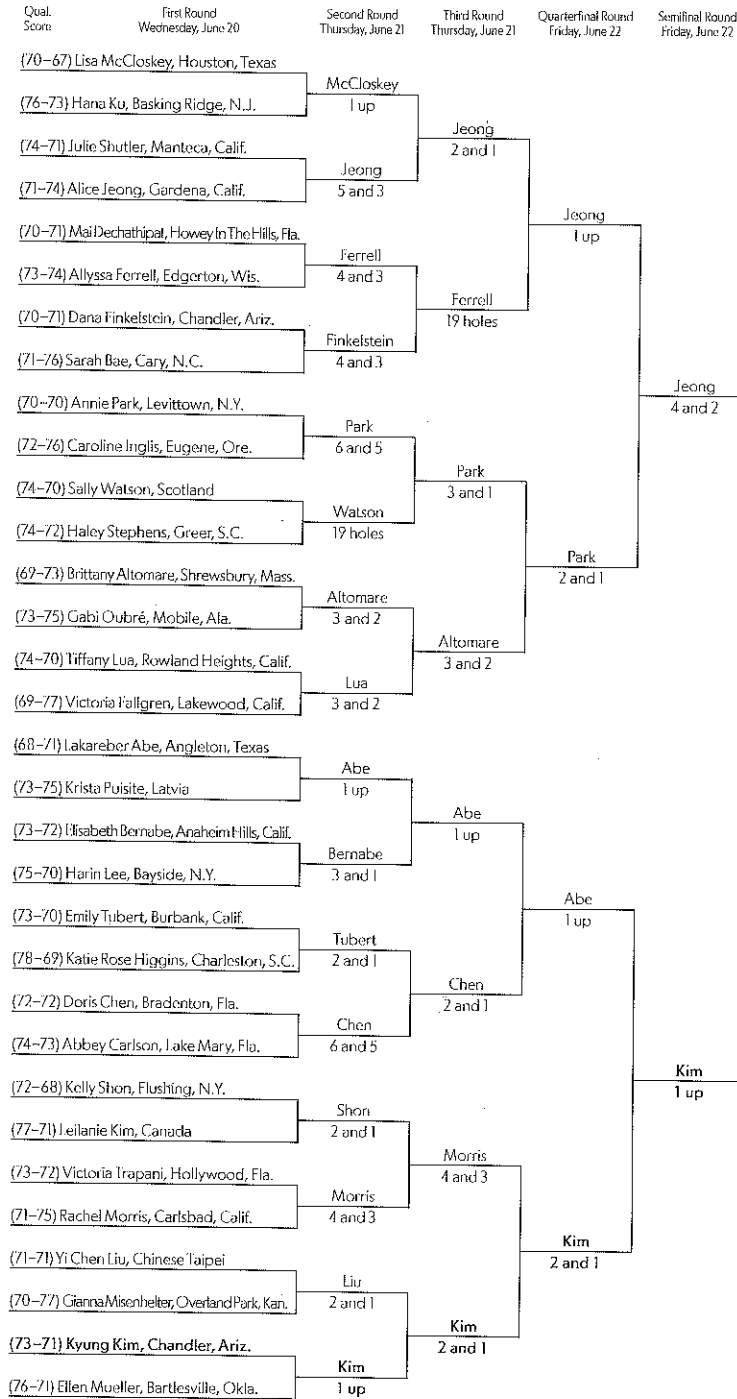 Qual.
Score
First Round
Wednesday, June 20
Second Round
Thursday, June 21
Third Round
Thursday, June 21
Quarterfinal Round
Friday, June 22
Semifinal Round
Friday, June 22
(70-67) Lisa McCloskey, Houston, Texas
McCloskey
1 up
(76-73) Hana Ku, Basking Ridge, N.J.
Jeong
2 and 1
(74-71) Julie Shutler, Manteca, Calif.
Jeong
5 and 3
(71-74) Alice Jeong, Gardena, Calif.
Jeong
1 up
(70-71) Mai Dechathipat, Howey In The Hills, Fla.
Ferrell
4 and 3
(73-74) Allyssa Ferrell, Edgerton, Wis.
Ferrell
19 holes
(70-71) Dana Finkelstein, Chandler, Ariz.
Finkelstein
4 and 3
(71-76) Sarah Bae, Cary, N.C.
Jeong
4 and 2
(70-70) Annie Park, Levittown, N.Y.
Park
6 and 5
(72-76) Caroline Inglis, Eugene, Ore.
Park
3 and 1
(74-70) Sally Watson, Scotland
Watson
19 holes
(74-72) Haley Stephens, Greer, S.C.
Park
2 and 1
(69-73) Brittany Altomare, Shrewsbury, Mass.
Altomare
3 and 2
(73-75) Gabi Oubré, Mobile, Ala.
Altomare
3 and 2
(74-70) Tiffany Lua, Rowland Heights, Calif.
Lua
3 and 2
(69-77) Victoria Fallgren, Lakewood, Calif.
(68-71) Lakareber Abe, Angleton, Texas
Abe
1 up
(73-75) Krista Puisite, Latvia
Abe
1 up
(73-72) Elisabeth Bernabe, Anaheim Hills, Calif.
Bernabe
3 and 1
(75-70) Harin Lee, Bayside, N.Y.
Abe
1 up
(73-70) Emily Tubert, Burbank, Calif.
Tubert
2 and 1
(78-69) Katie Rose Higgins, Charleston, S.C.
Chen
2 and 1
(72-72) Doris Chen, Bradenton, Fla.
Chen
6 and 5
(74-73) Abbey Carlson, Lake Mary, Fla.
Kim
1 up
(72-68) Kelly Shon, Flushing, N.Y.
Shon
2 and 1
(77-71) Leilanie Kim, Canada
Morris
4 and 3
(73-72) Victoria Trapani, Hollywood, Fla.
Morris
4 and 3
(71-75) Rachel Morris, Carlsbad, Calif.
Kim
2 and 1
(71-71) Yi Chen Liu, Chinese Taipei
Liu
2 and 1
(70-77) Gianna Misenhelter, Overland Park, Kan.
Kim
2 and 1
(73-71) Kyung Kim, Chandler, Ariz.
Kim
1 up
(76-71) Ellen Mueller, Bartlesville, Okla.